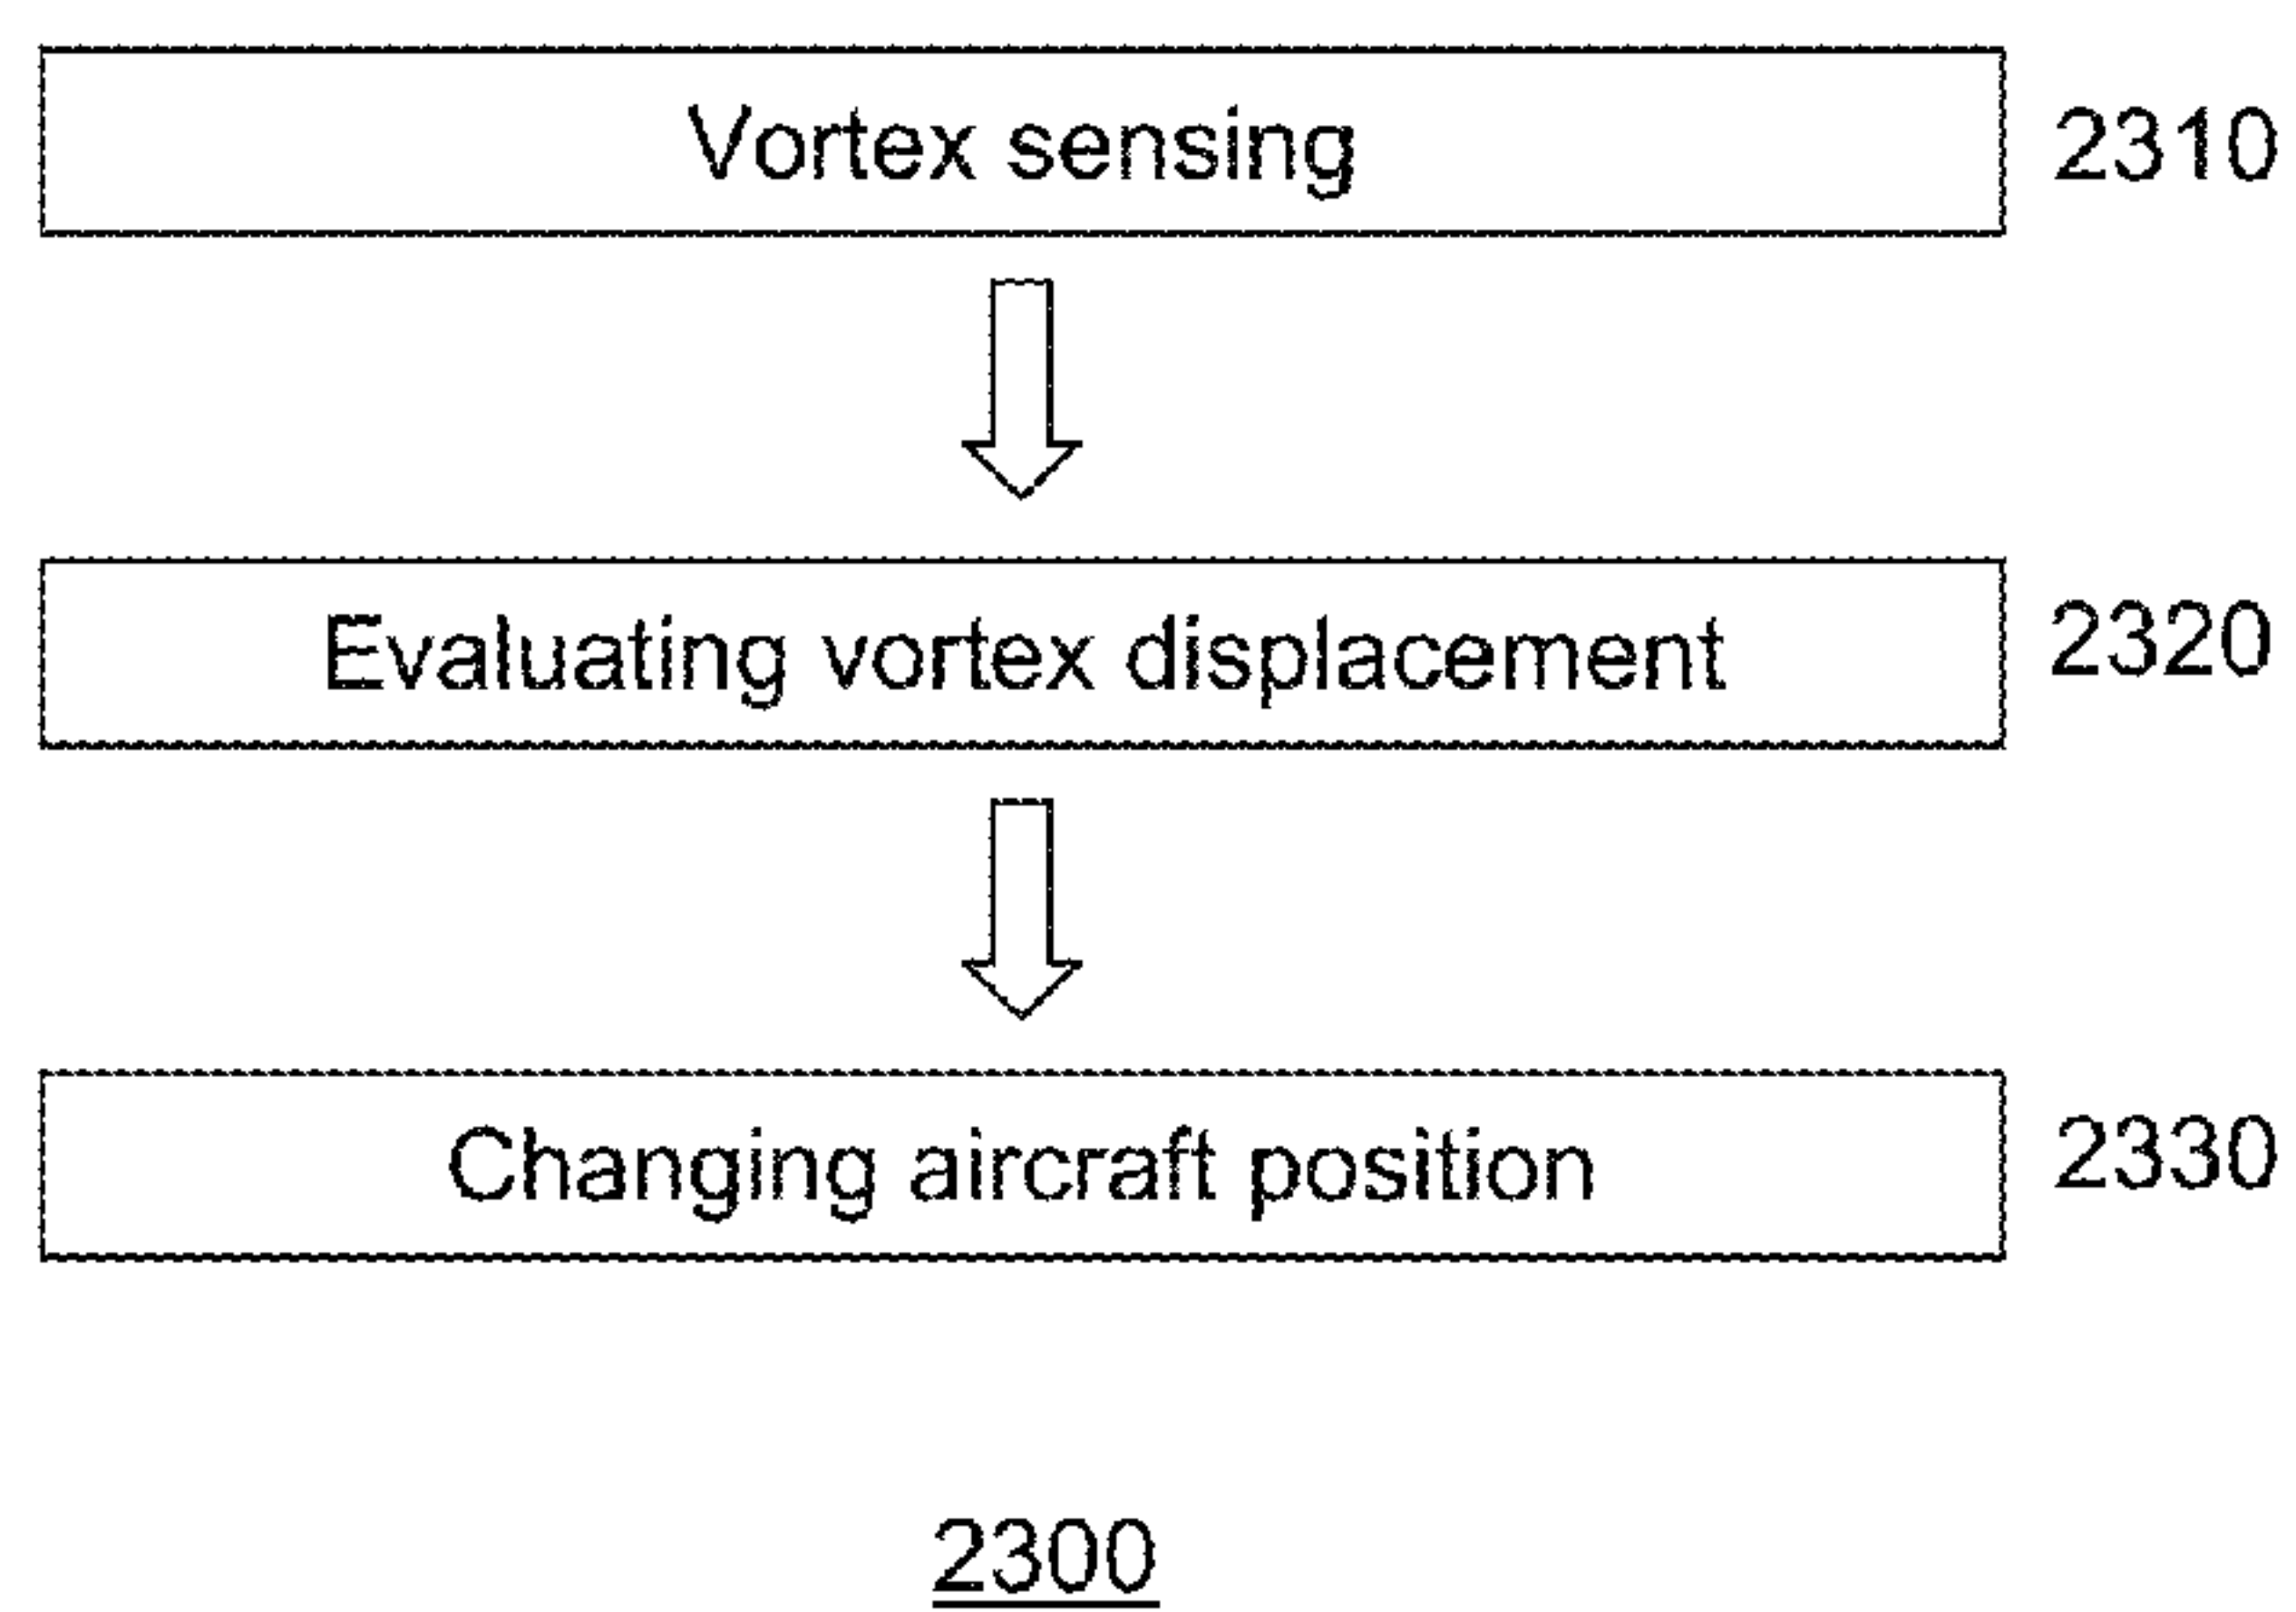 Vortex sensing 2310
Evaluating vortex displacement 2320
Changing aircraft position 2330
2300